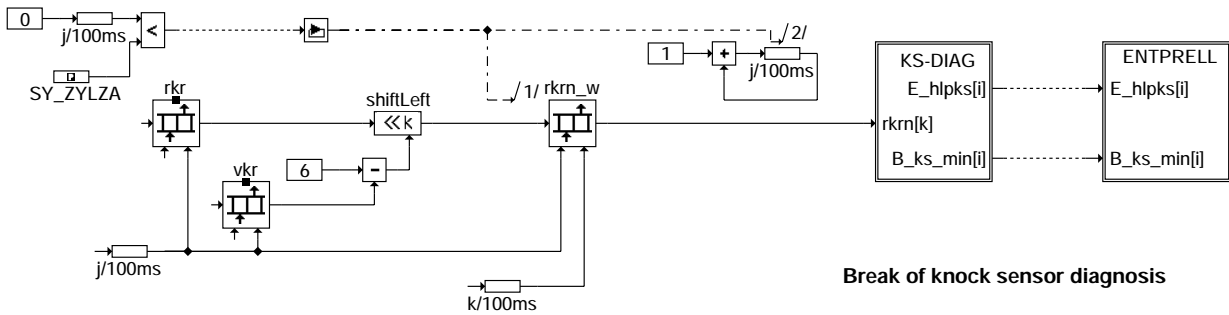 0
j/100ms
<
SY_ZYLZA
/1/
/2/
1
+
j/100ms
rkr
shiftLeft
<<k
rkrn_w
6
-
vkr
j/100ms
k/100ms
KS-DIAG
E_hlpks[i]
rkrn[k]
B_ks_min[i]
ENTPRELL
E_hlpks[i]
B_ks_min[i]
Break of knock sensor diagnosis